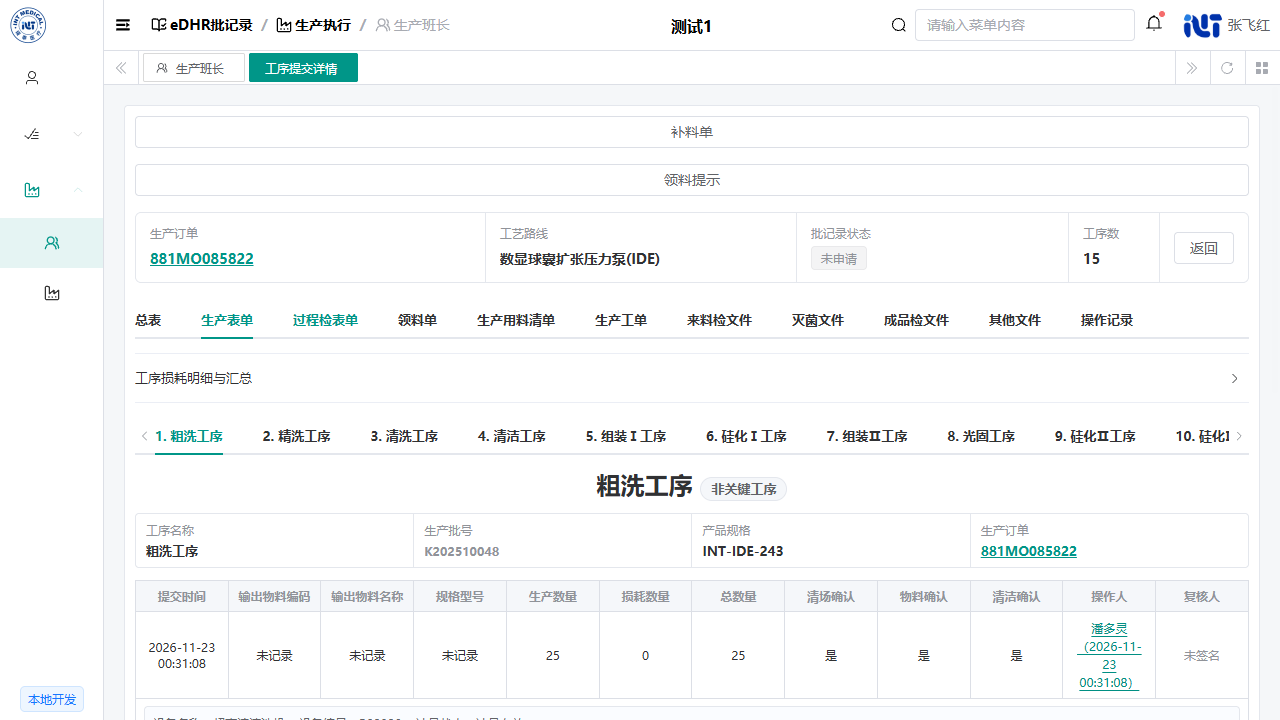 eDHR批记录 / 生产执行 / 生产班长
测试1
请输入菜单内容
张飞红
生产班长
工序提交详情
补料单
领料提示
生产订单
881MO085822
工艺路线
数显球囊扩张压力泵(IDE)
批记录状态
未申请
工序数
15
返回
总表 生产表单 过程检表单 领料单 生产用料清单 生产工单 来料检文件 灭菌文件 成品检文件 其他文件 操作记录
工序损耗明细与汇总
1. 粗洗工序 2. 精洗工序 3. 清洗工序 4. 清洁工序 5. 组装Ⅰ工序 6. 硅化Ⅰ工序 7. 组装Ⅱ工序 8. 光固工序 9. 硅化Ⅱ工序 10. 硅化
粗洗工序 非关键工序
工序名称
粗洗工序
生产批号
K202510048
产品规格
INT-IDE-243
生产订单
881MO085822
提交时间 输出物料编码 输出物料名称 规格型号 生产数量 损耗数量 总数量 清场确认 物料确认 清洁确认 操作人 复核人
2026-11-23
00:31:08
未记录 未记录 未记录 25 0 25 是 是 是
潘多灵
（2026-11-
23
00:31:08）
未签名
本地开发